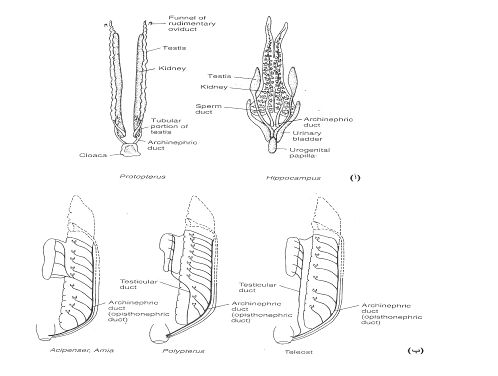 Funnel of
rudimentary
oviduct
Testis
Kidney
Tubular
portion of
testis
Archinephric
duct
Cloaca
Protopterus
Testis
Kidney
Sperm
duct
Archinephric
duct
Urinary
bladder
Urogenital
papilla
Hippocampus
(أ)
Testicular
duct
Archinephric
duct
(opisthonephric
duct)
Acipenser, Amia
Testicular
duct
Archinephric
duct
(opisthonephric
duct)
Polypterus
Archinephric
duct
(opisthonephric
duct)
Teleost
(ب)